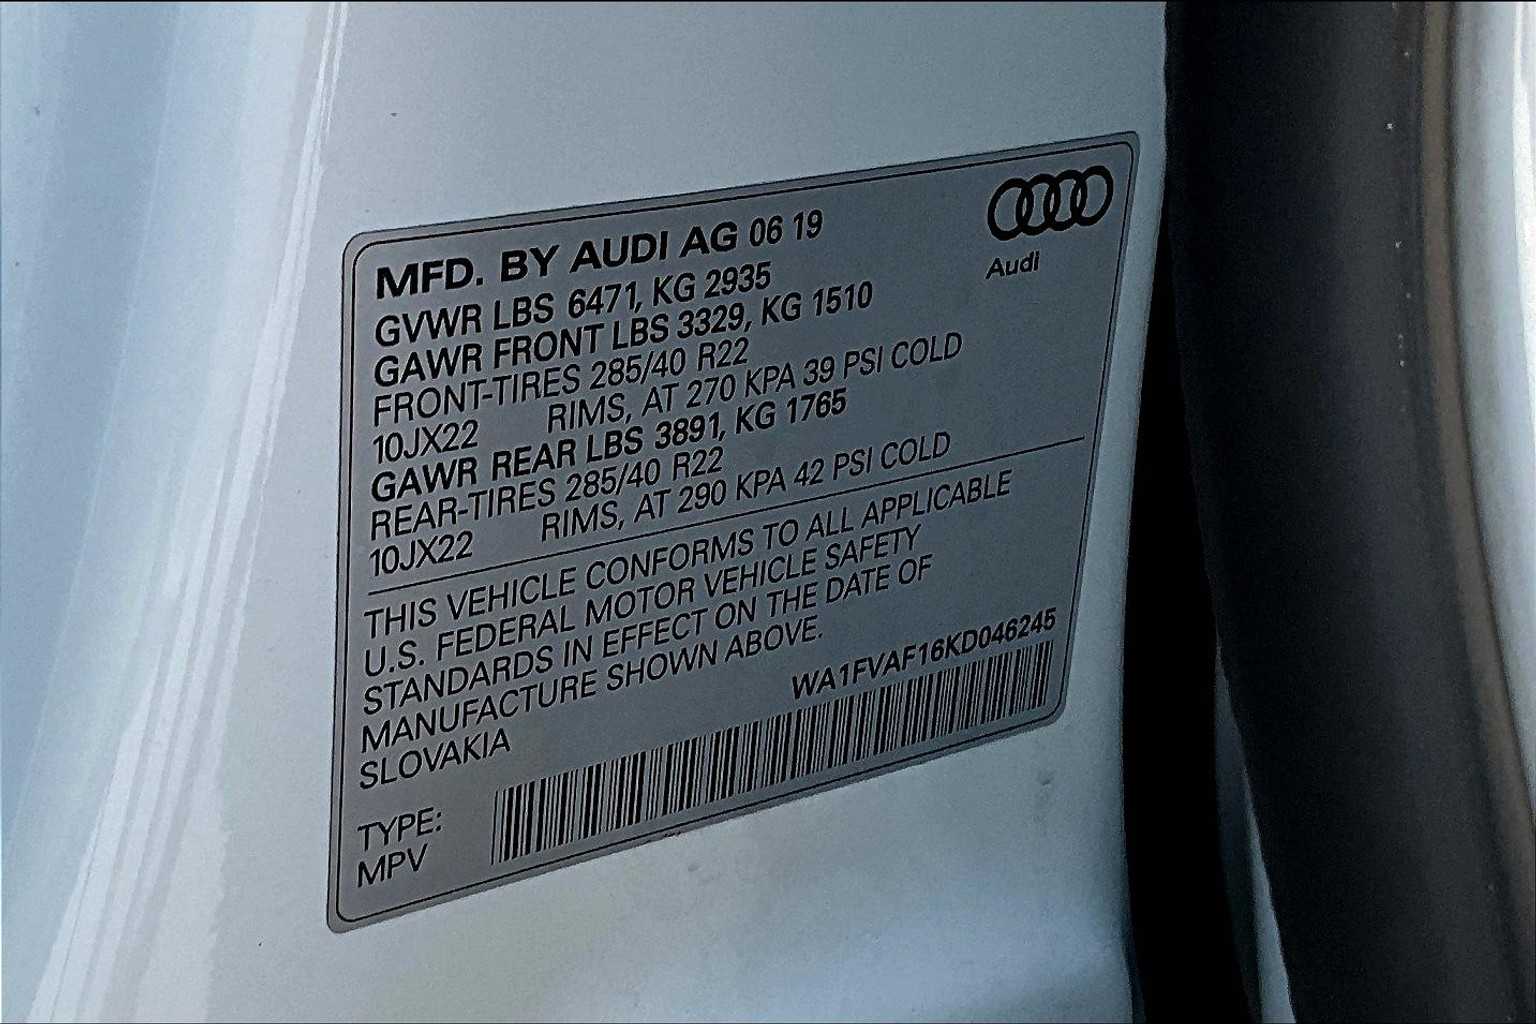 MFD. BY AUDI AG 06 19
GVWR LBS 6471, KG 2935
GAWR FRONT LBS 3329, KG 1510
FRONT-TIRES 285/40 R22
10JX22 RIMS, AT 270 KPA 39 PSI COLD
GAWR REAR LBS 3891, KG 1765
REAR-TIRES 285/40 R22
10JX22 RIMS, AT 290 KPA 42 PSI COLD
Audi
THIS VEHICLE CONFORMS TO ALL APPLICABLE
U.S. FEDERAL MOTOR VEHICLE SAFETY
STANDARDS IN EFFECT ON THE DATE OF
MANUFACTURE SHOWN ABOVE.
SLOVAKIA
WA1FVAF16KD046245
TYPE:
MPV